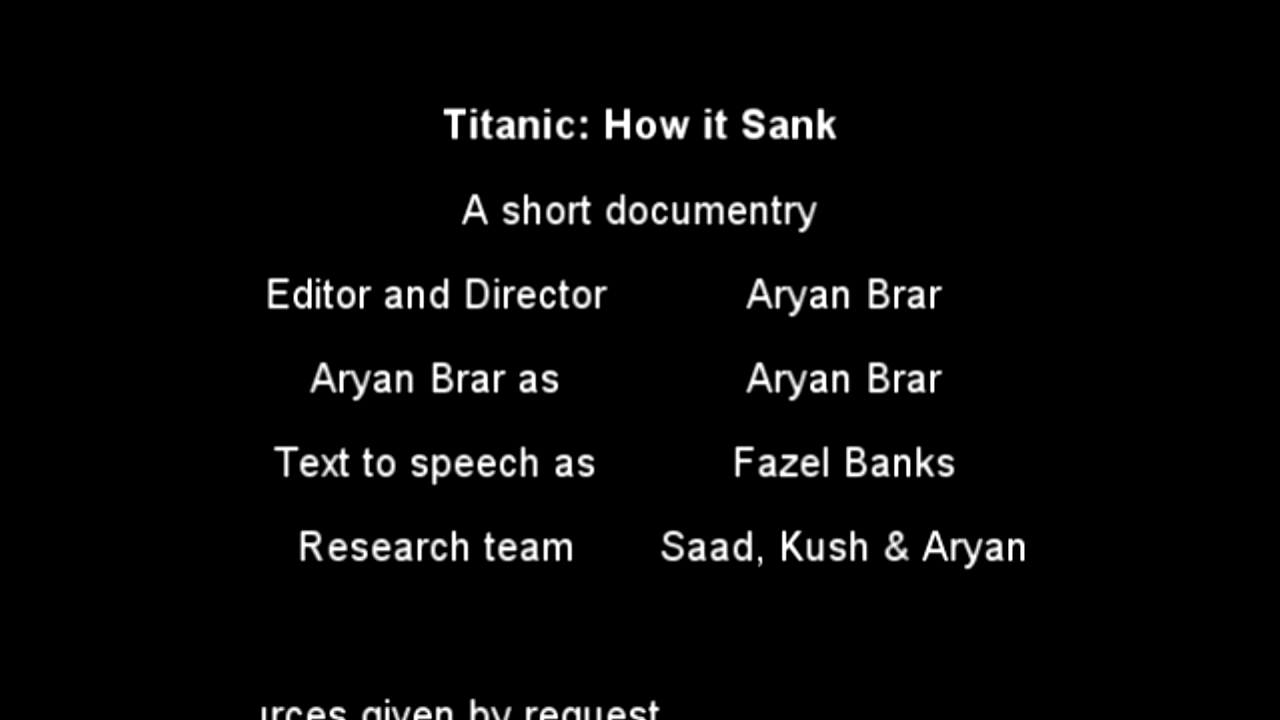 Titanic: How it Sank
A short documentry
Editor and Director Aryan Brar
Aryan Brar as Aryan Brar
Text to speech as Fazel Banks
Research team Saad, Kush & Aryan
given by request